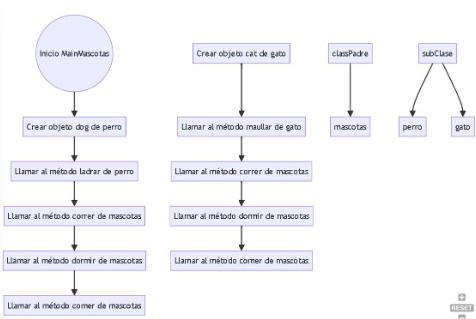 Inicio MainMascotas
Crear objeto dog de perro
Llamar al método ladrar de perro
Llamar al método correr de mascotas
Llamar al método dormir de mascotas
Llamar al método comer de mascotas
Crear objeto cat de gato
Llamar al método maullar de gato
Llamar al método correr de mascotas
Llamar al método dormir de mascotas
Llamar al método comer de mascotas
classPadre
mascotas
subClase
perro
gato
RESET